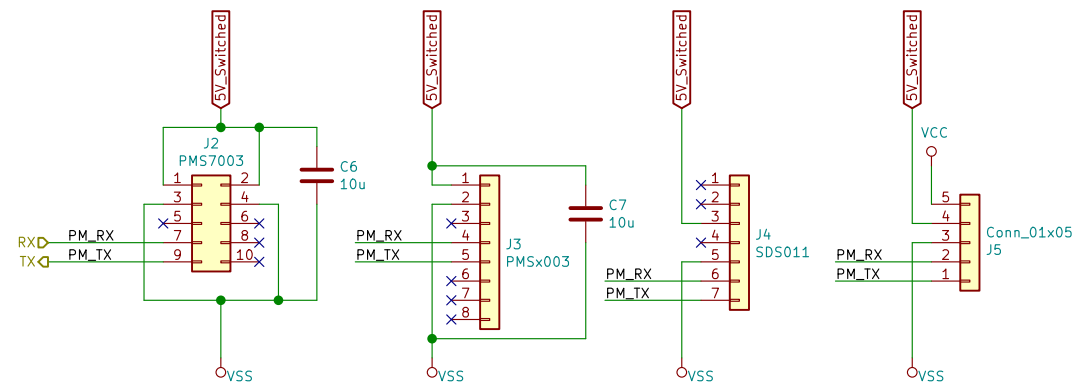 5V_Switched
J2
PMS7003
1 2
3 4
5 6
7 8
9 10
RX
PM_RX
TX
PM_TX
C6
10u
VSS
5V_Switched
1
2
3
4
5
6
7
8
PM_RX
PM_TX
J3
PMSx003
C7
10u
VSS
5V_Switched
1
2
3
4
5
6
7
J4
SDS011
PM_RX
PM_TX
VSS
5V_Switched
VCC
5
4
3
2
1
Conn_01x05
J5
PM_RX
PM_TX
VSS